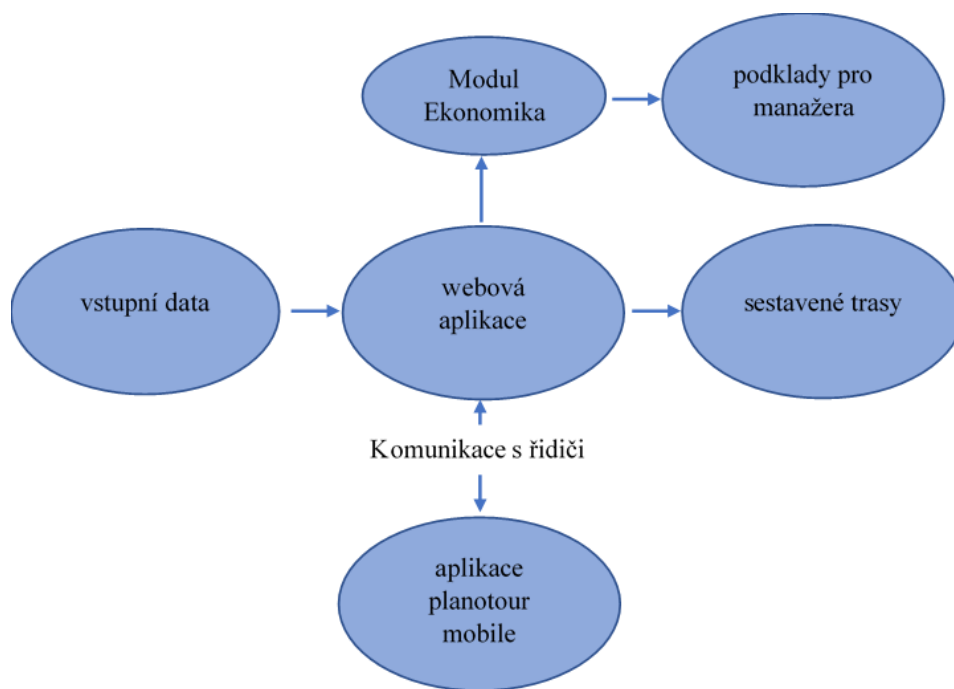 Modul
Ekonomika
podklady pro
manažera
vstupní data
webová
aplikace
sestavené trasy
Komunikace s řidiči
aplikace
planotour
mobile